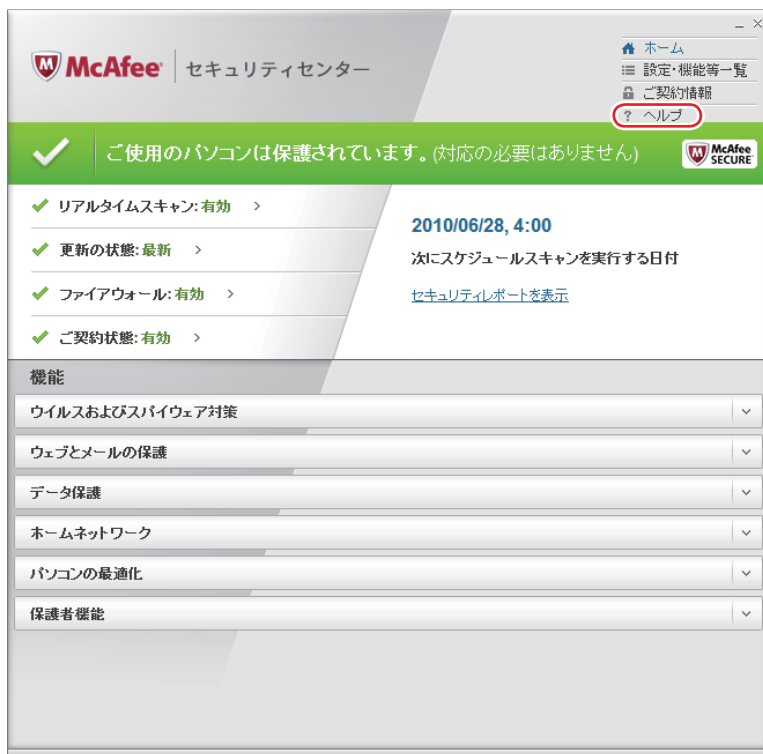 McAfee セキュリティセンター
ホーム
設定・機能等一覧
ご契約情報
? ヘルプ
ご使用のパソコンは保護されています。(対応の必要はありません)
McAfee
SECURE
リアルタイムスキャン:有効 >
更新の状態:最新 >
ファイアウォール:有効 >
ご契約状態:有効 >
2010/06/28, 4:00
次にスケジュールスキャンを実行する日付
セキュリティレポートを表示
機能
ウイルスおよびスパイウェア対策
ウェブとメールの保護
データ保護
ホームネットワーク
パソコンの最適化
保護者機能